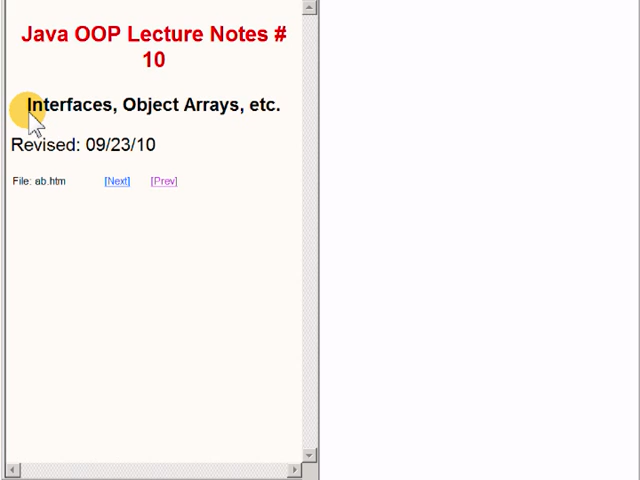 Java OOP Lecture Notes #
10
Interfaces, Object Arrays, etc.
Revised: 09/23/10
File: ab.htm [Next] [Prev]